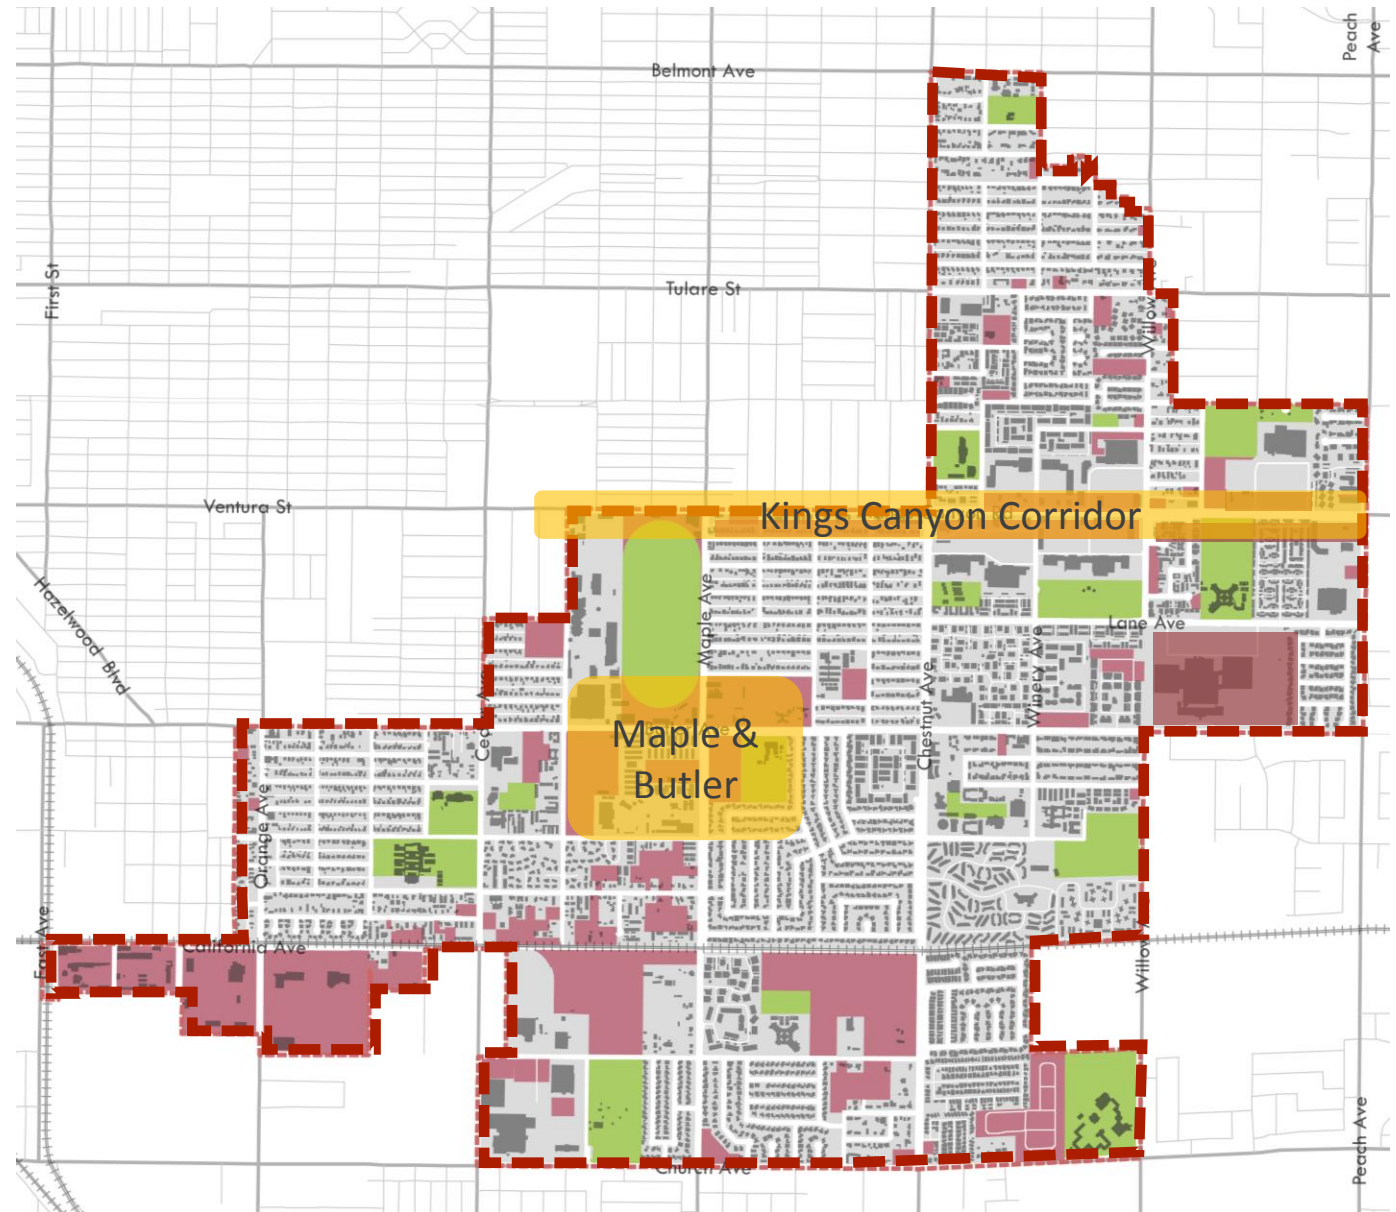 Peach
Ave
Belmont Ave
First St
Tulare St
Willow
Ventura St
Kings Canyon Corridor
Hazelwood Blvd
Maple Ave
Lane Ave
Winery Ave
Chestnut Ave
Maple &
Butler
Orange Ave
East Ave
California Ave
Willow
Peach Ave
Church Ave